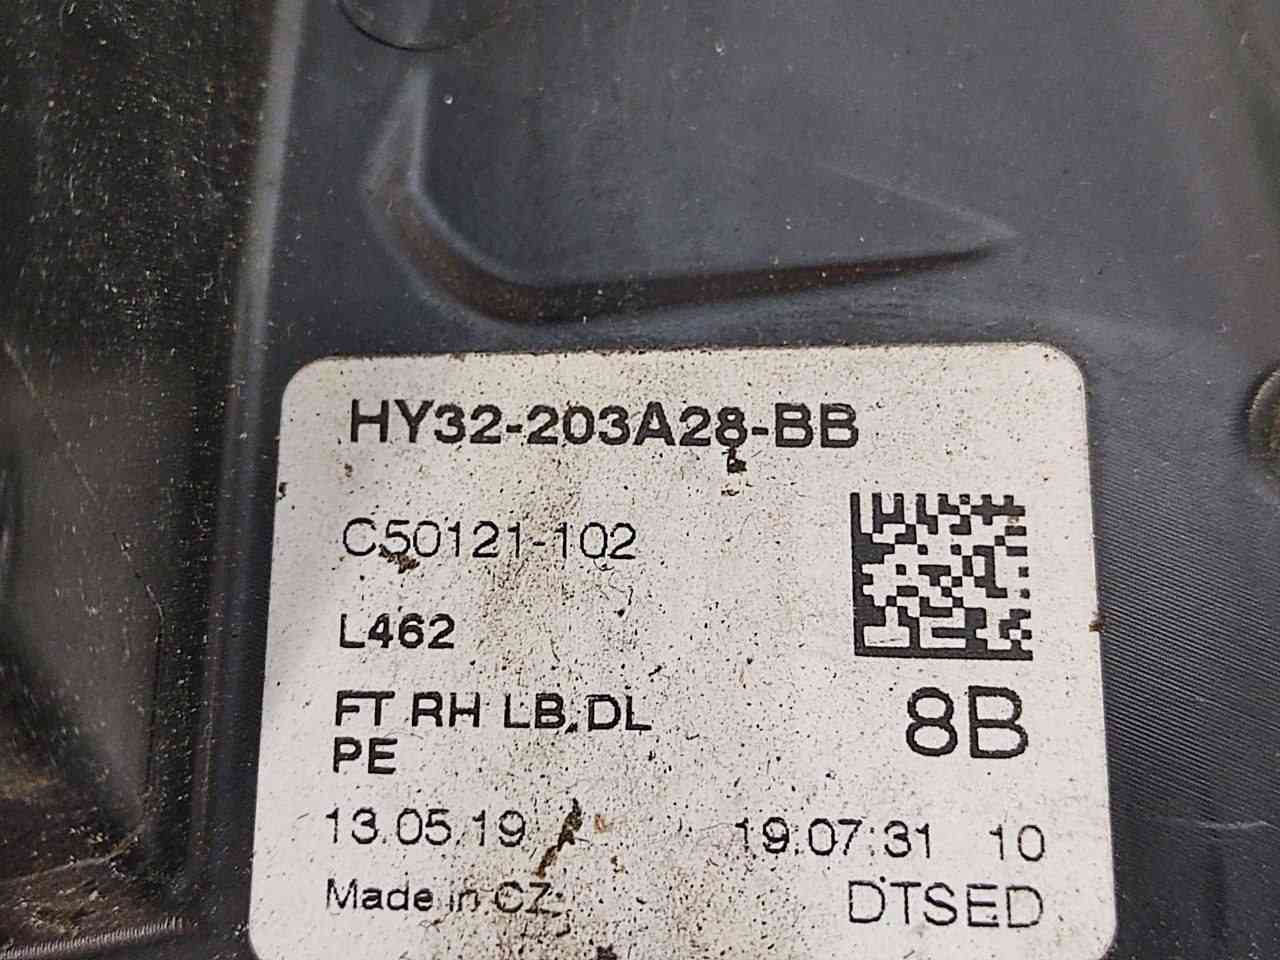 HY32-203A28-BB
C50121-102
L462
FT RH LB DL
PE
8B
13.05.19 19:07:31 10
Made in CZ
DTSED